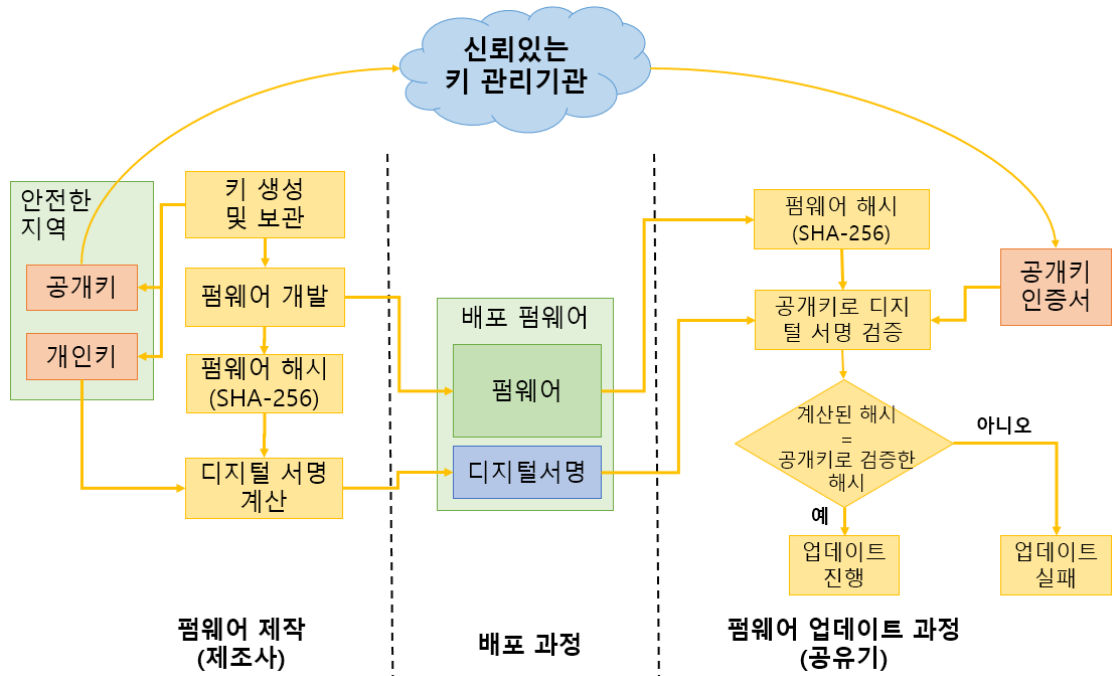 신뢰있는
키 관리기관
안전한
지역
공개키
개인키
키 생성
및 보관
펌웨어 개발
펌웨어 해시
(SHA-256)
디지털 서명
계산
배포 펌웨어
펌웨어
디지털서명
펌웨어 해시
(SHA-256)
공개키로 디지
털 서명 검증
공개키
인증서
계산된 해시
=
공개키로 검증한
해시
아니오
예
업데이트
진행
업데이트
실패
펌웨어 제작
(제조사)
배포 과정
펌웨어 업데이트 과정
(공유기)